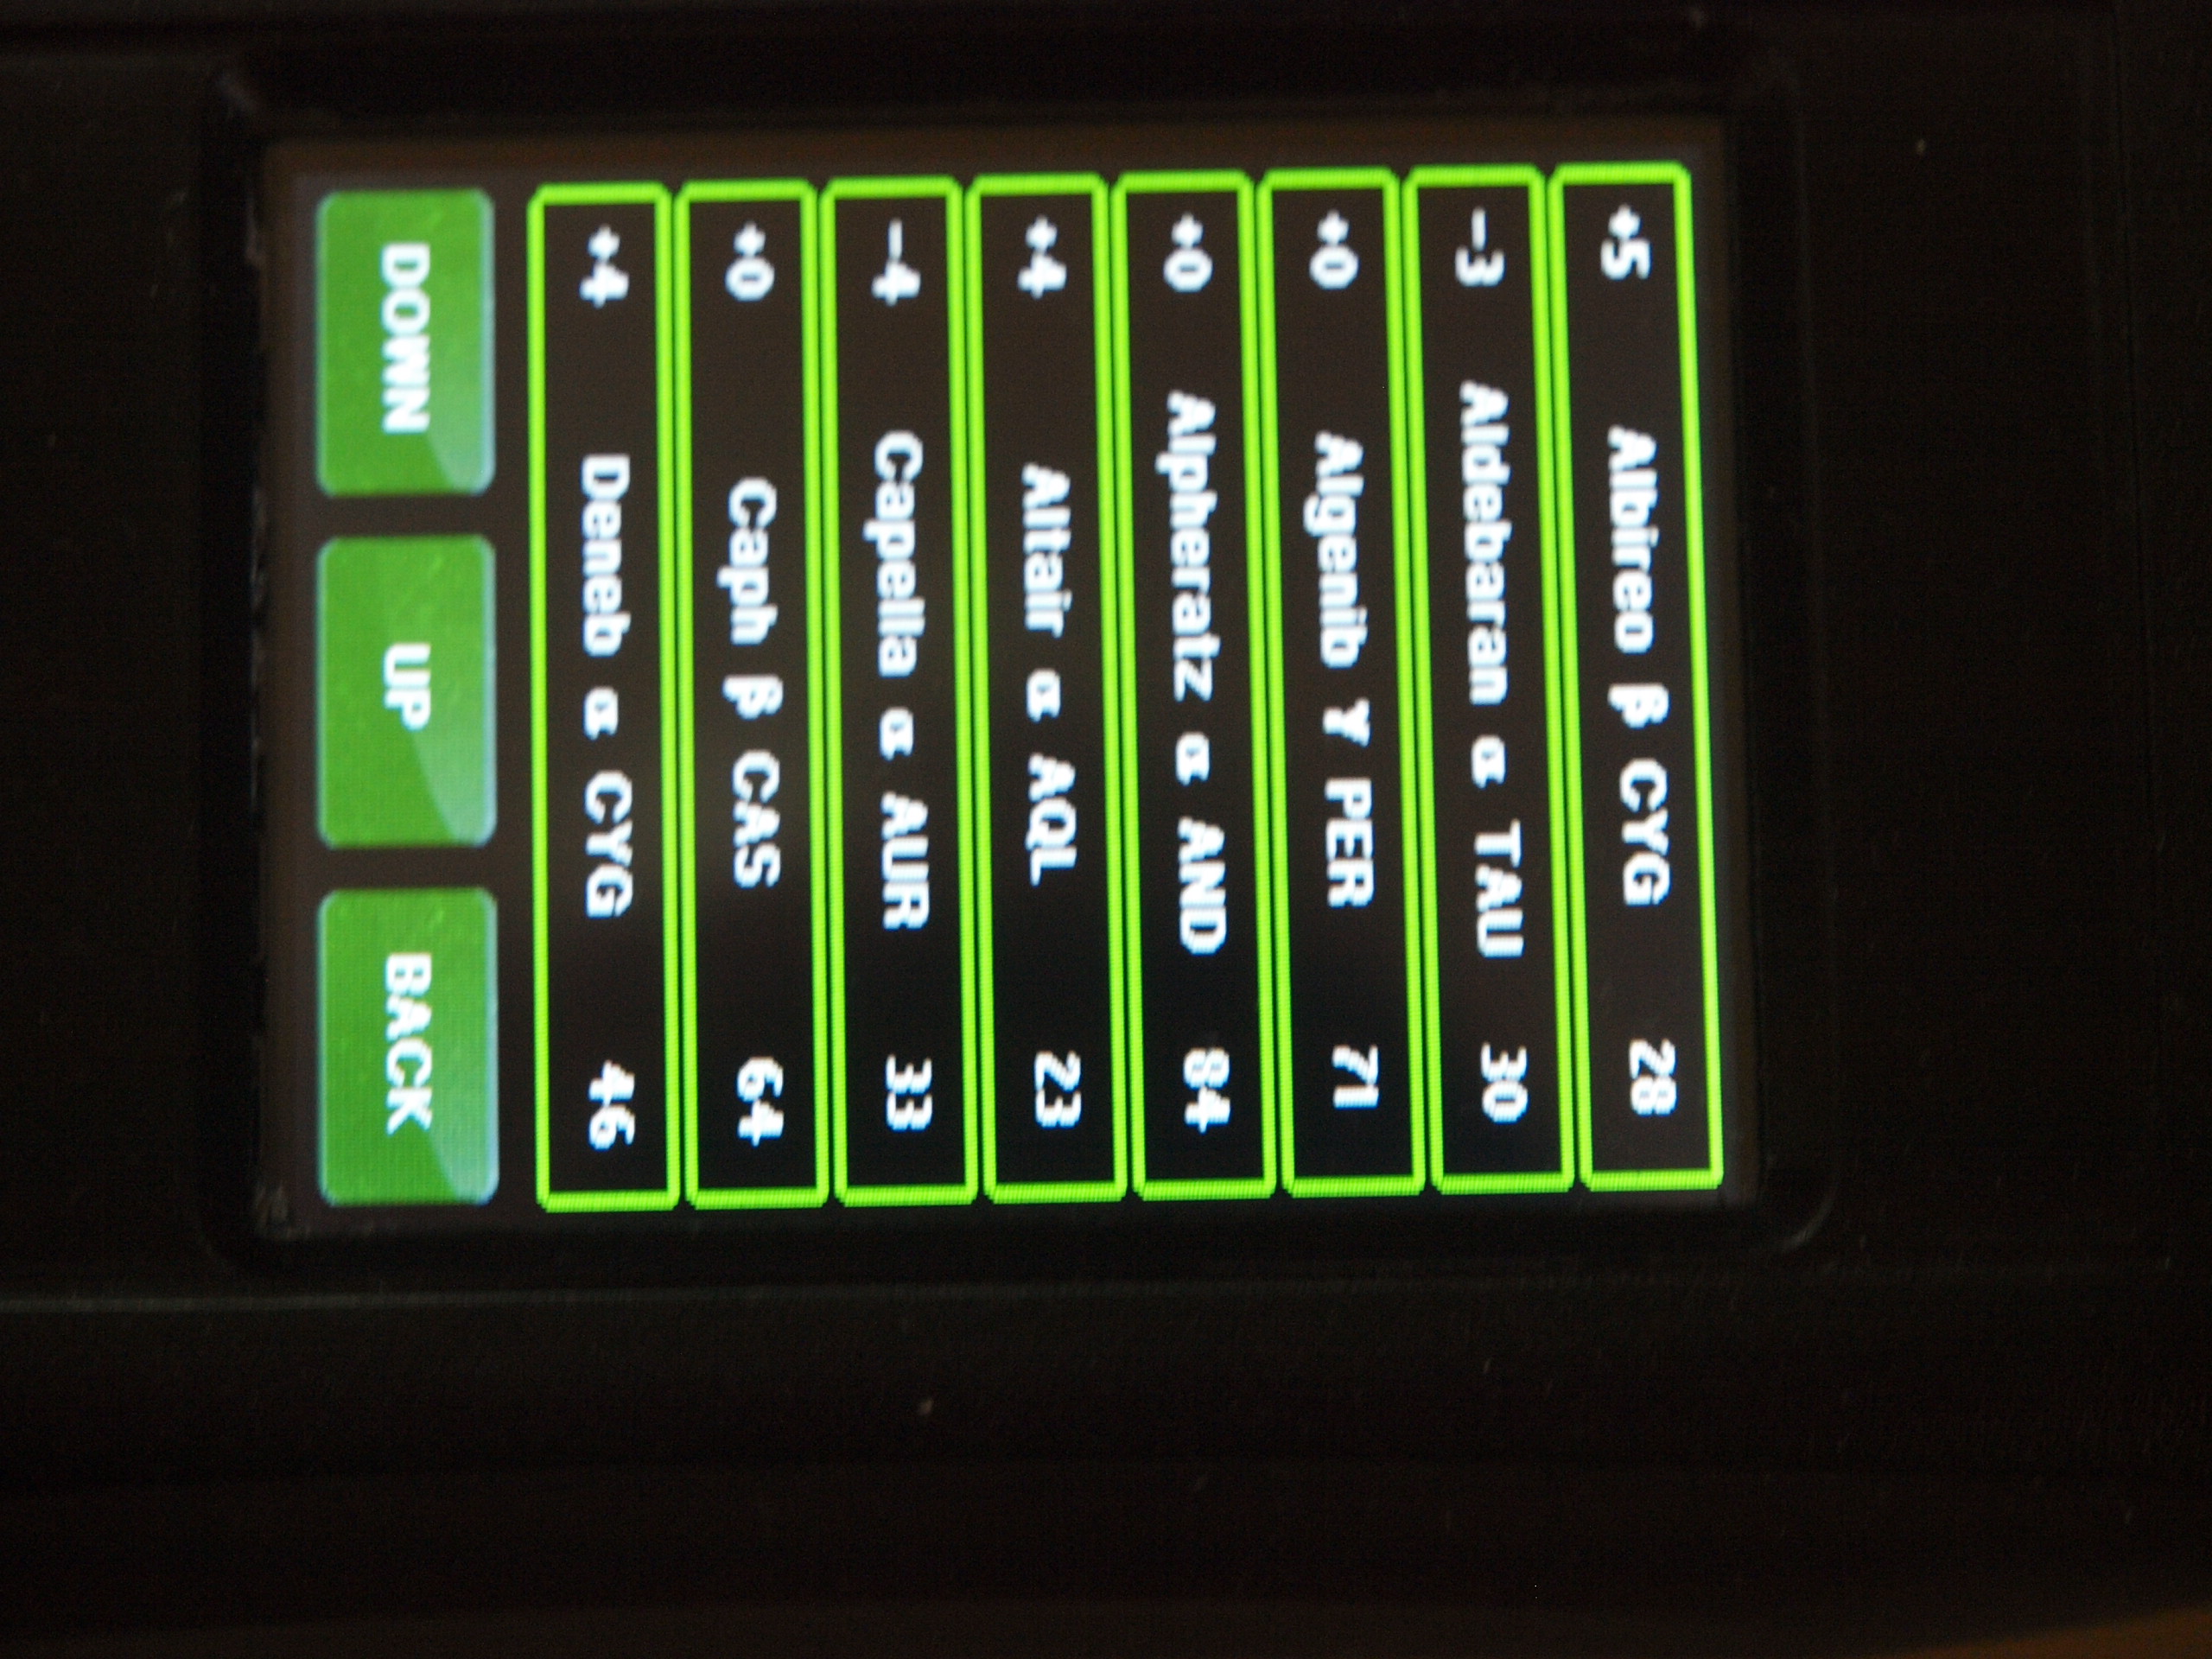 +5 Albireo β CYG 28
-3 Aldebaran α TAU 30
+0 Algenib γ PER 71
+0 Alpheratz α AND 84
+4 Altair α AQL 23
-4 Capella α AUR 33
+0 Caph β CAS 64
+4 Deneb α CYG 46
DOWN UP BACK